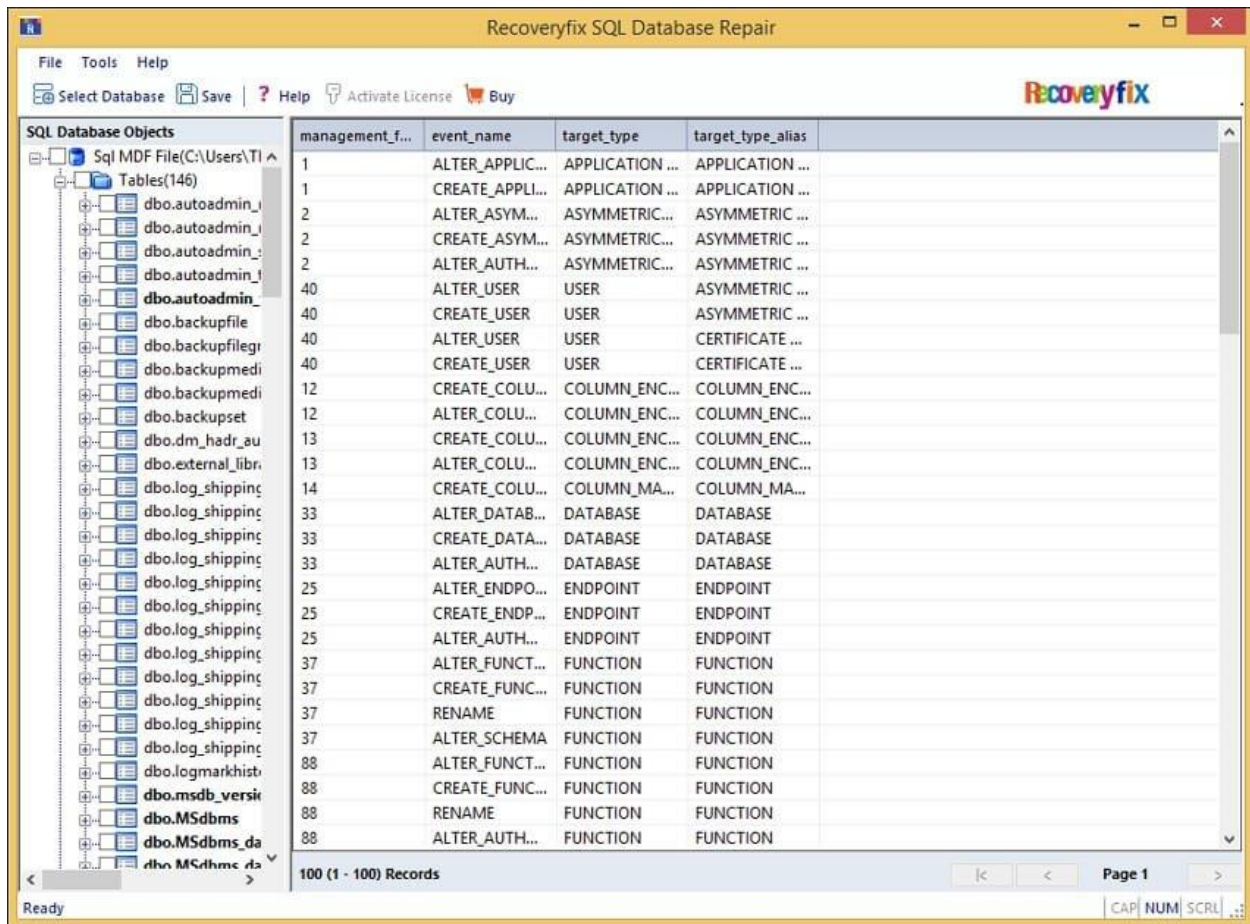 Recoveryfix SQL Database Repair
File Tools Help
Select Database Save ? Help Activate License Buy
Recoveryfix
SQL Database Objects
Sql MDF File(C:\Users\
Tables(146)
dbo.autoadmin_
dbo.autoadmin_
dbo.autoadmin_
dbo.autoadmin_
dbo.autoadmin_
dbo.backupfile
dbo.backupfilegr
dbo.backupmedi
dbo.backupmedi
dbo.backupset
dbo.dm_hadr_au
dbo.external_libr
dbo.log_shipping
dbo.log_shipping
dbo.log_shipping
dbo.log_shipping
dbo.log_shipping
dbo.log_shipping
dbo.log_shipping
dbo.log_shipping
dbo.log_shipping
dbo.log_shipping
dbo.log_shipping
dbo.log_shipping
dbo.logmarkhist
dbo.msdb_versi
dbo.MSdbms
dbo.MSdbms_da
dbo.MSdbms_da
management_f... event_name target_type target_type_alias
1 ALTER_APPLIC... APPLICATION ... APPLICATION ...
1 CREATE_APPLI... APPLICATION ... APPLICATION ...
2 ALTER_ASYM... ASYMMETRIC... ASYMMETRIC ...
2 CREATE_ASYM... ASYMMETRIC... ASYMMETRIC ...
2 ALTER_AUTH... ASYMMETRIC... ASYMMETRIC ...
40 ALTER_USER USER ASYMMETRIC ...
40 CREATE_USER USER ASYMMETRIC ...
40 ALTER_USER USER CERTIFICATE ...
40 CREATE_USER USER CERTIFICATE ...
12 CREATE_COLU... COLUMN_ENC... COLUMN_ENC...
12 ALTER_COLU... COLUMN_ENC... COLUMN_ENC...
13 CREATE_COLU... COLUMN_ENC... COLUMN_ENC...
13 ALTER_COLU... COLUMN_ENC... COLUMN_ENC...
14 CREATE_COLU... COLUMN_MA... COLUMN_MA...
33 ALTER_DATAB... DATABASE DATABASE
33 CREATE_DATA... DATABASE DATABASE
33 ALTER_AUTH... DATABASE DATABASE
25 ALTER_ENDPO... ENDPOINT ENDPOINT
25 CREATE_ENDP... ENDPOINT ENDPOINT
25 ALTER_AUTH... ENDPOINT ENDPOINT
37 ALTER_FUNCT... FUNCTION FUNCTION
37 CREATE_FUNC... FUNCTION FUNCTION
37 RENAME FUNCTION FUNCTION
37 ALTER_SCHEMA FUNCTION FUNCTION
88 ALTER_FUNCT... FUNCTION FUNCTION
88 CREATE_FUNC... FUNCTION FUNCTION
88 RENAME FUNCTION FUNCTION
88 ALTER_AUTH... FUNCTION FUNCTION
100 (1 - 100) Records
Page 1
Ready
CAP NUM SCRL